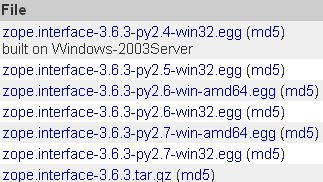 File
zope.interface-3.6.3-py2.4-win32.egg (md5)
built on Windows-2003Server
zope.interface-3.6.3-py2.5-win32.egg (md5)
zope.interface-3.6.3-py2.6-win-amd64.egg (md5)
zope.interface-3.6.3-py2.6-win32.egg (md5)
zope.interface-3.6.3-py2.7-win-amd64.egg (md5)
zope.interface-3.6.3-py2.7-win32.egg (md5)
zope.interface-3.6.3.tar.gz (md5)